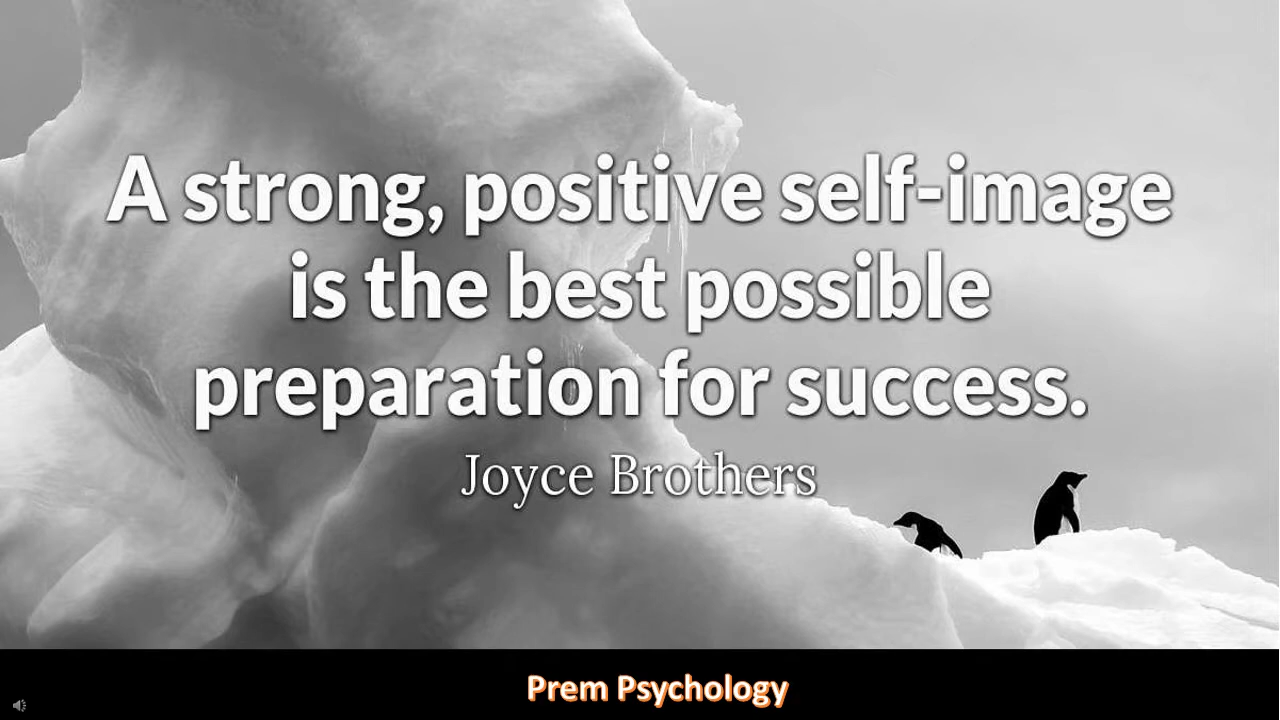 A strong, positive self-image
is the best possible
preparation for success.
Joyce Brothers
Prem Psychology